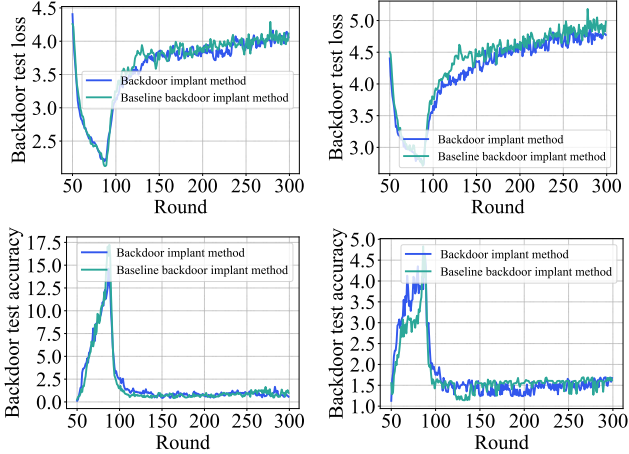 Backdoor test loss
4.5
4.0
3.5
3.0
2.5
Backdoor implant method
Baseline backdoor implant method
50 100 150 200 250 300
Round
Backdoor test loss
5.0
4.5
4.0
3.5
3.0
Backdoor implant method
Baseline backdoor implant method
50 100 150 200 250 300
Round
Backdoor test accuracy
17.5
15.0
12.5
10.0
7.5
5.0
2.5
0.0
Backdoor implant method
Baseline backdoor implant method
50 100 150 200 250 300
Round
Backdoor test accuracy
5.0
4.5
4.0
3.5
3.0
2.5
2.0
1.5
1.0
Backdoor implant method
Baseline backdoor implant method
50 100 150 200 250 300
Round